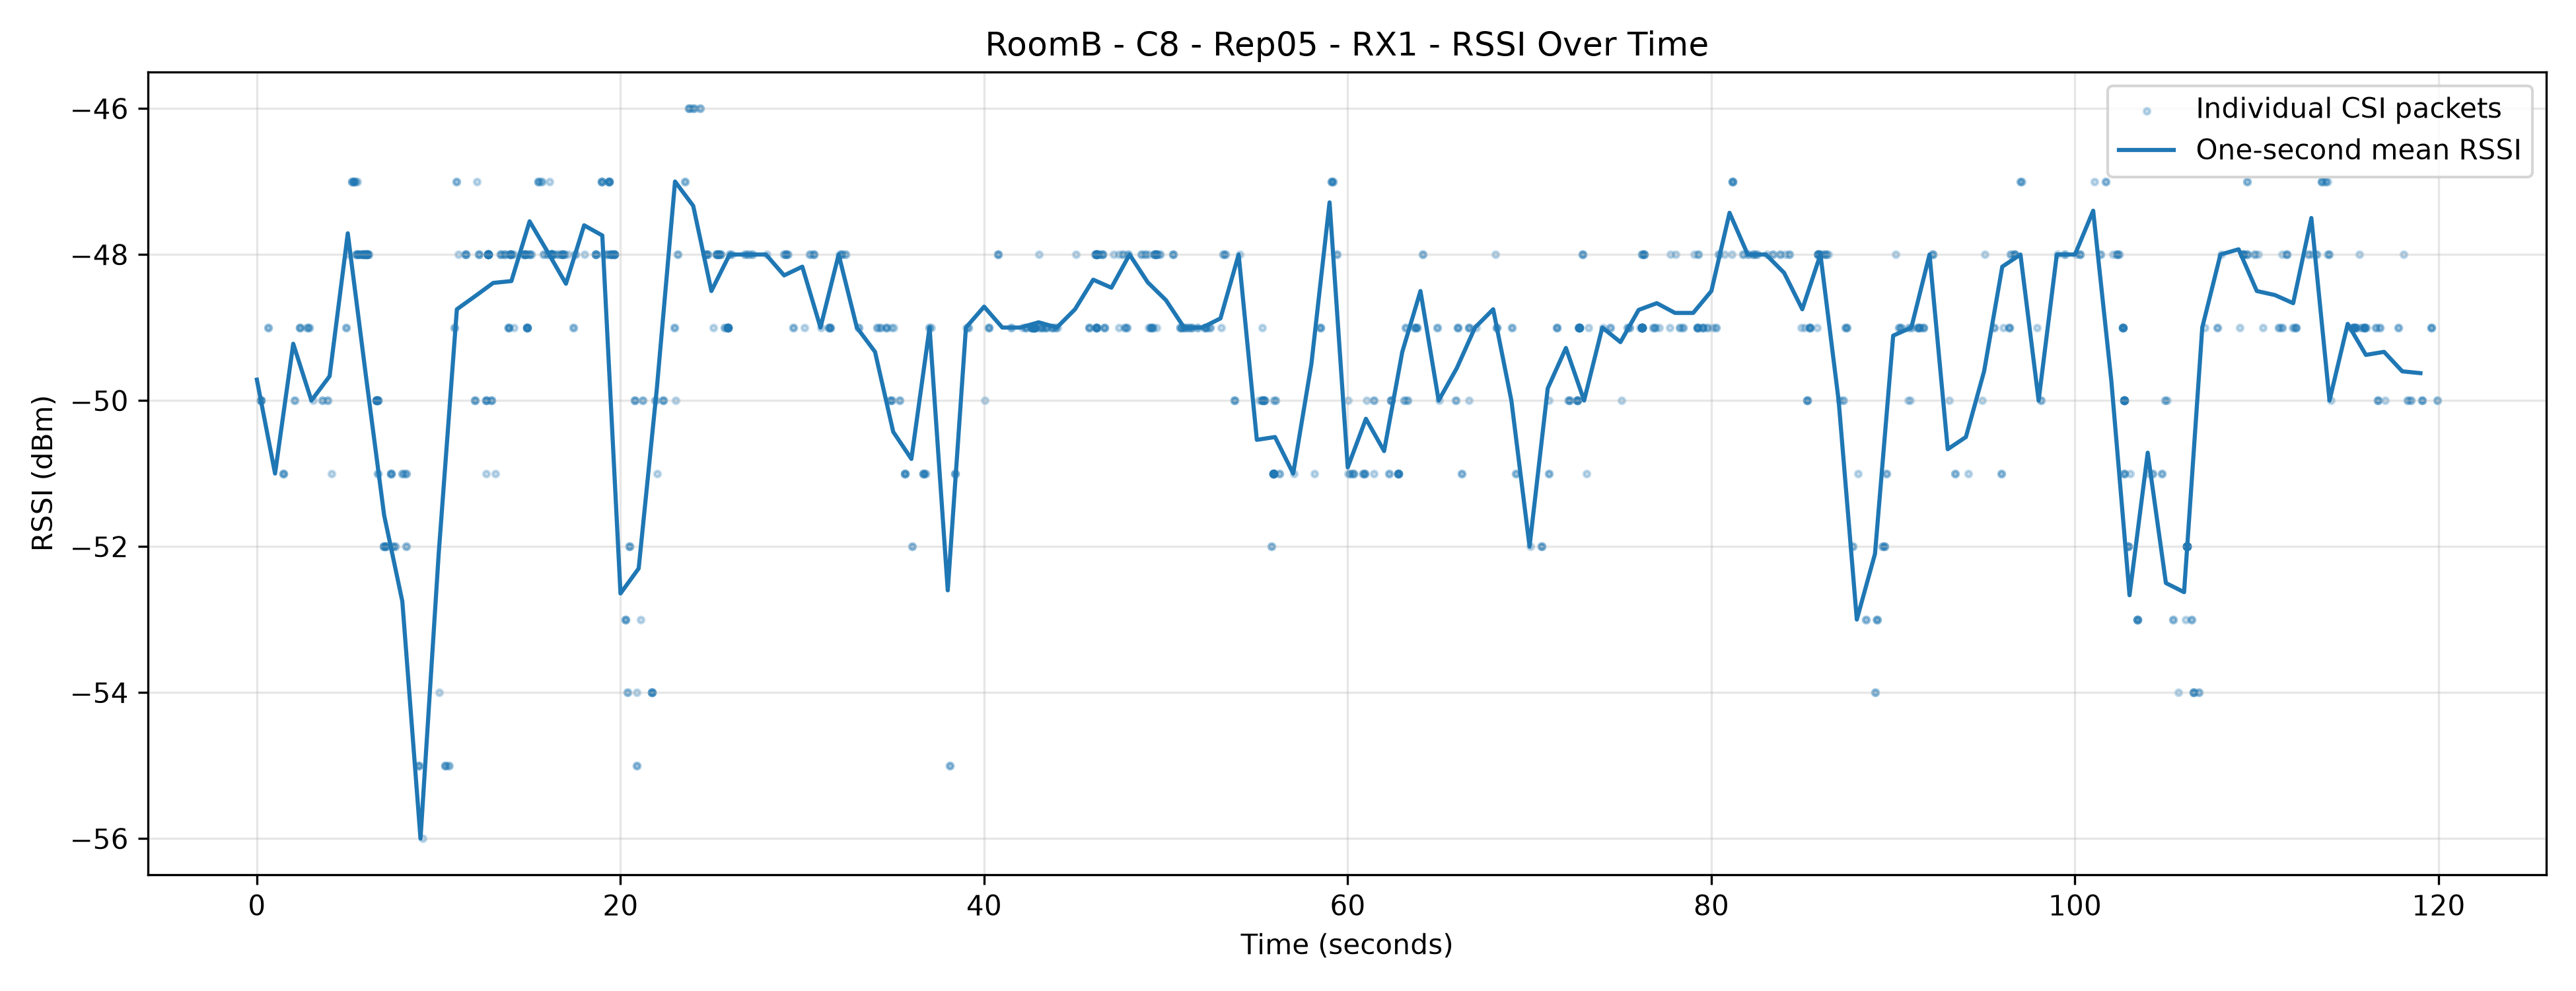 RoomB - C8 - Rep05 - RX1 - RSSI Over Time
Individual CSI packets
One-second mean RSSI
RSSI (dBm)
−46
−48
−50
−52
−54
−56
0 20 40 60 80 100 120
Time (seconds)